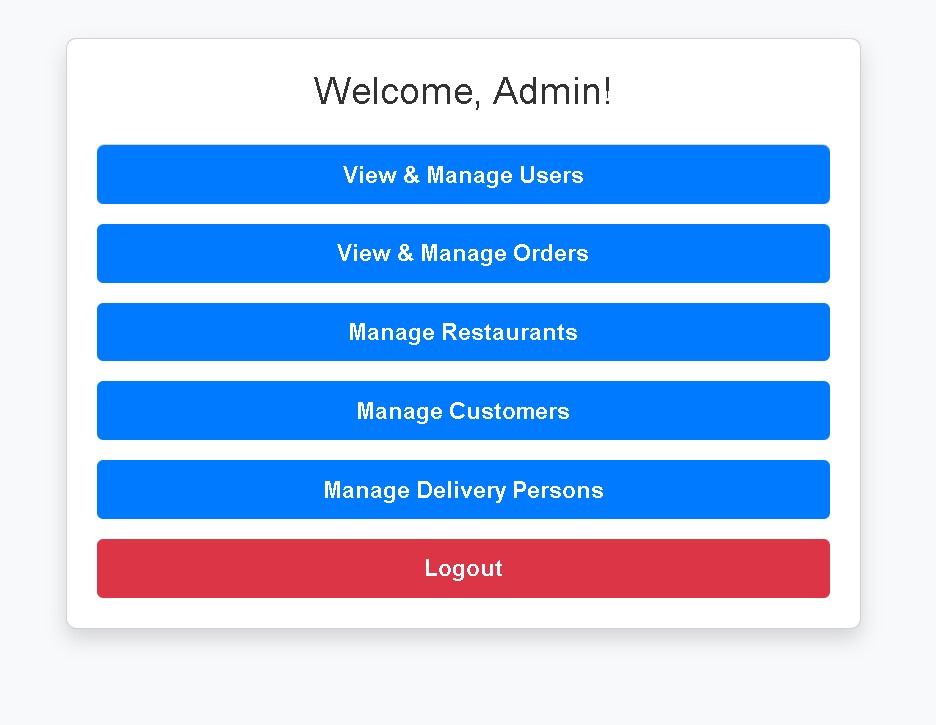 Welcome, Admin!
View & Manage Users
View & Manage Orders
Manage Restaurants
Manage Customers
Manage Delivery Persons
Logout